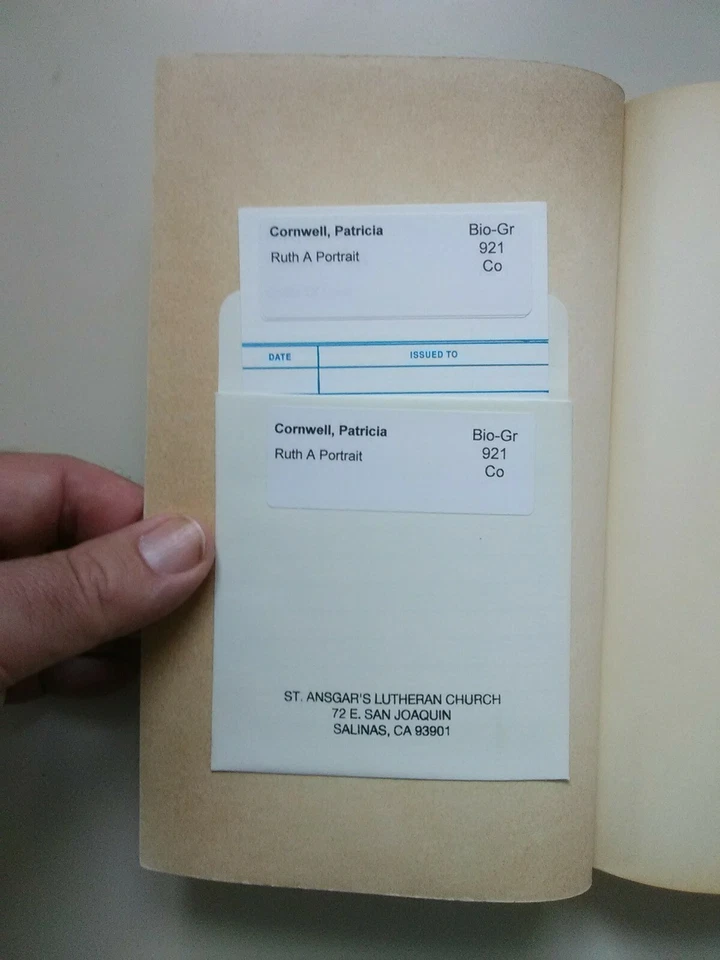 Cornwell, Patricia Bio-Gr
Ruth A Portrait 921
Co
DATE ISSUED TO
Cornwell, Patricia Bio-Gr
Ruth A Portrait 921
Co
ST. ANSGAR'S LUTHERAN CHURCH
72 E. SAN JOAQUIN
SALINAS, CA 93901